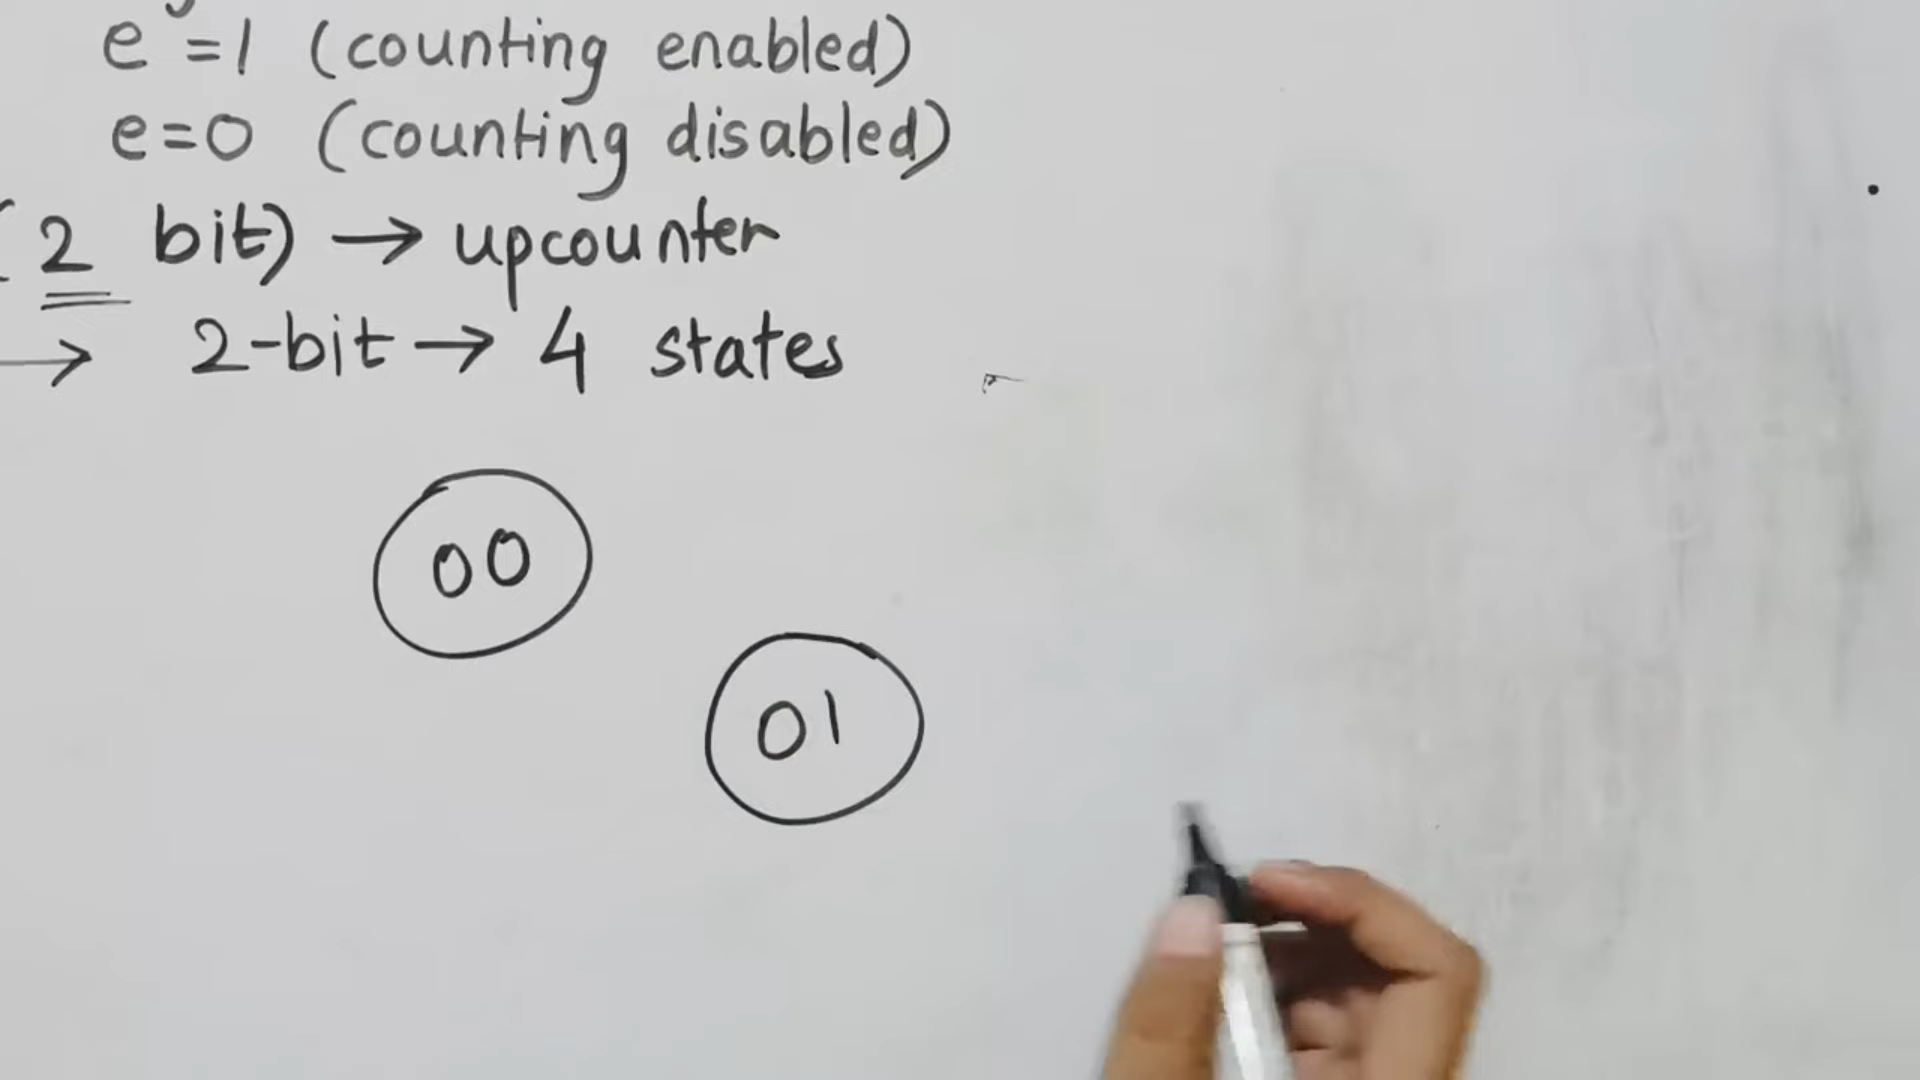 e=1 (counting enabled)
e=0 (counting disabled)
(2 bit) → upcounter
→ 2-bit → 4 states
00
01